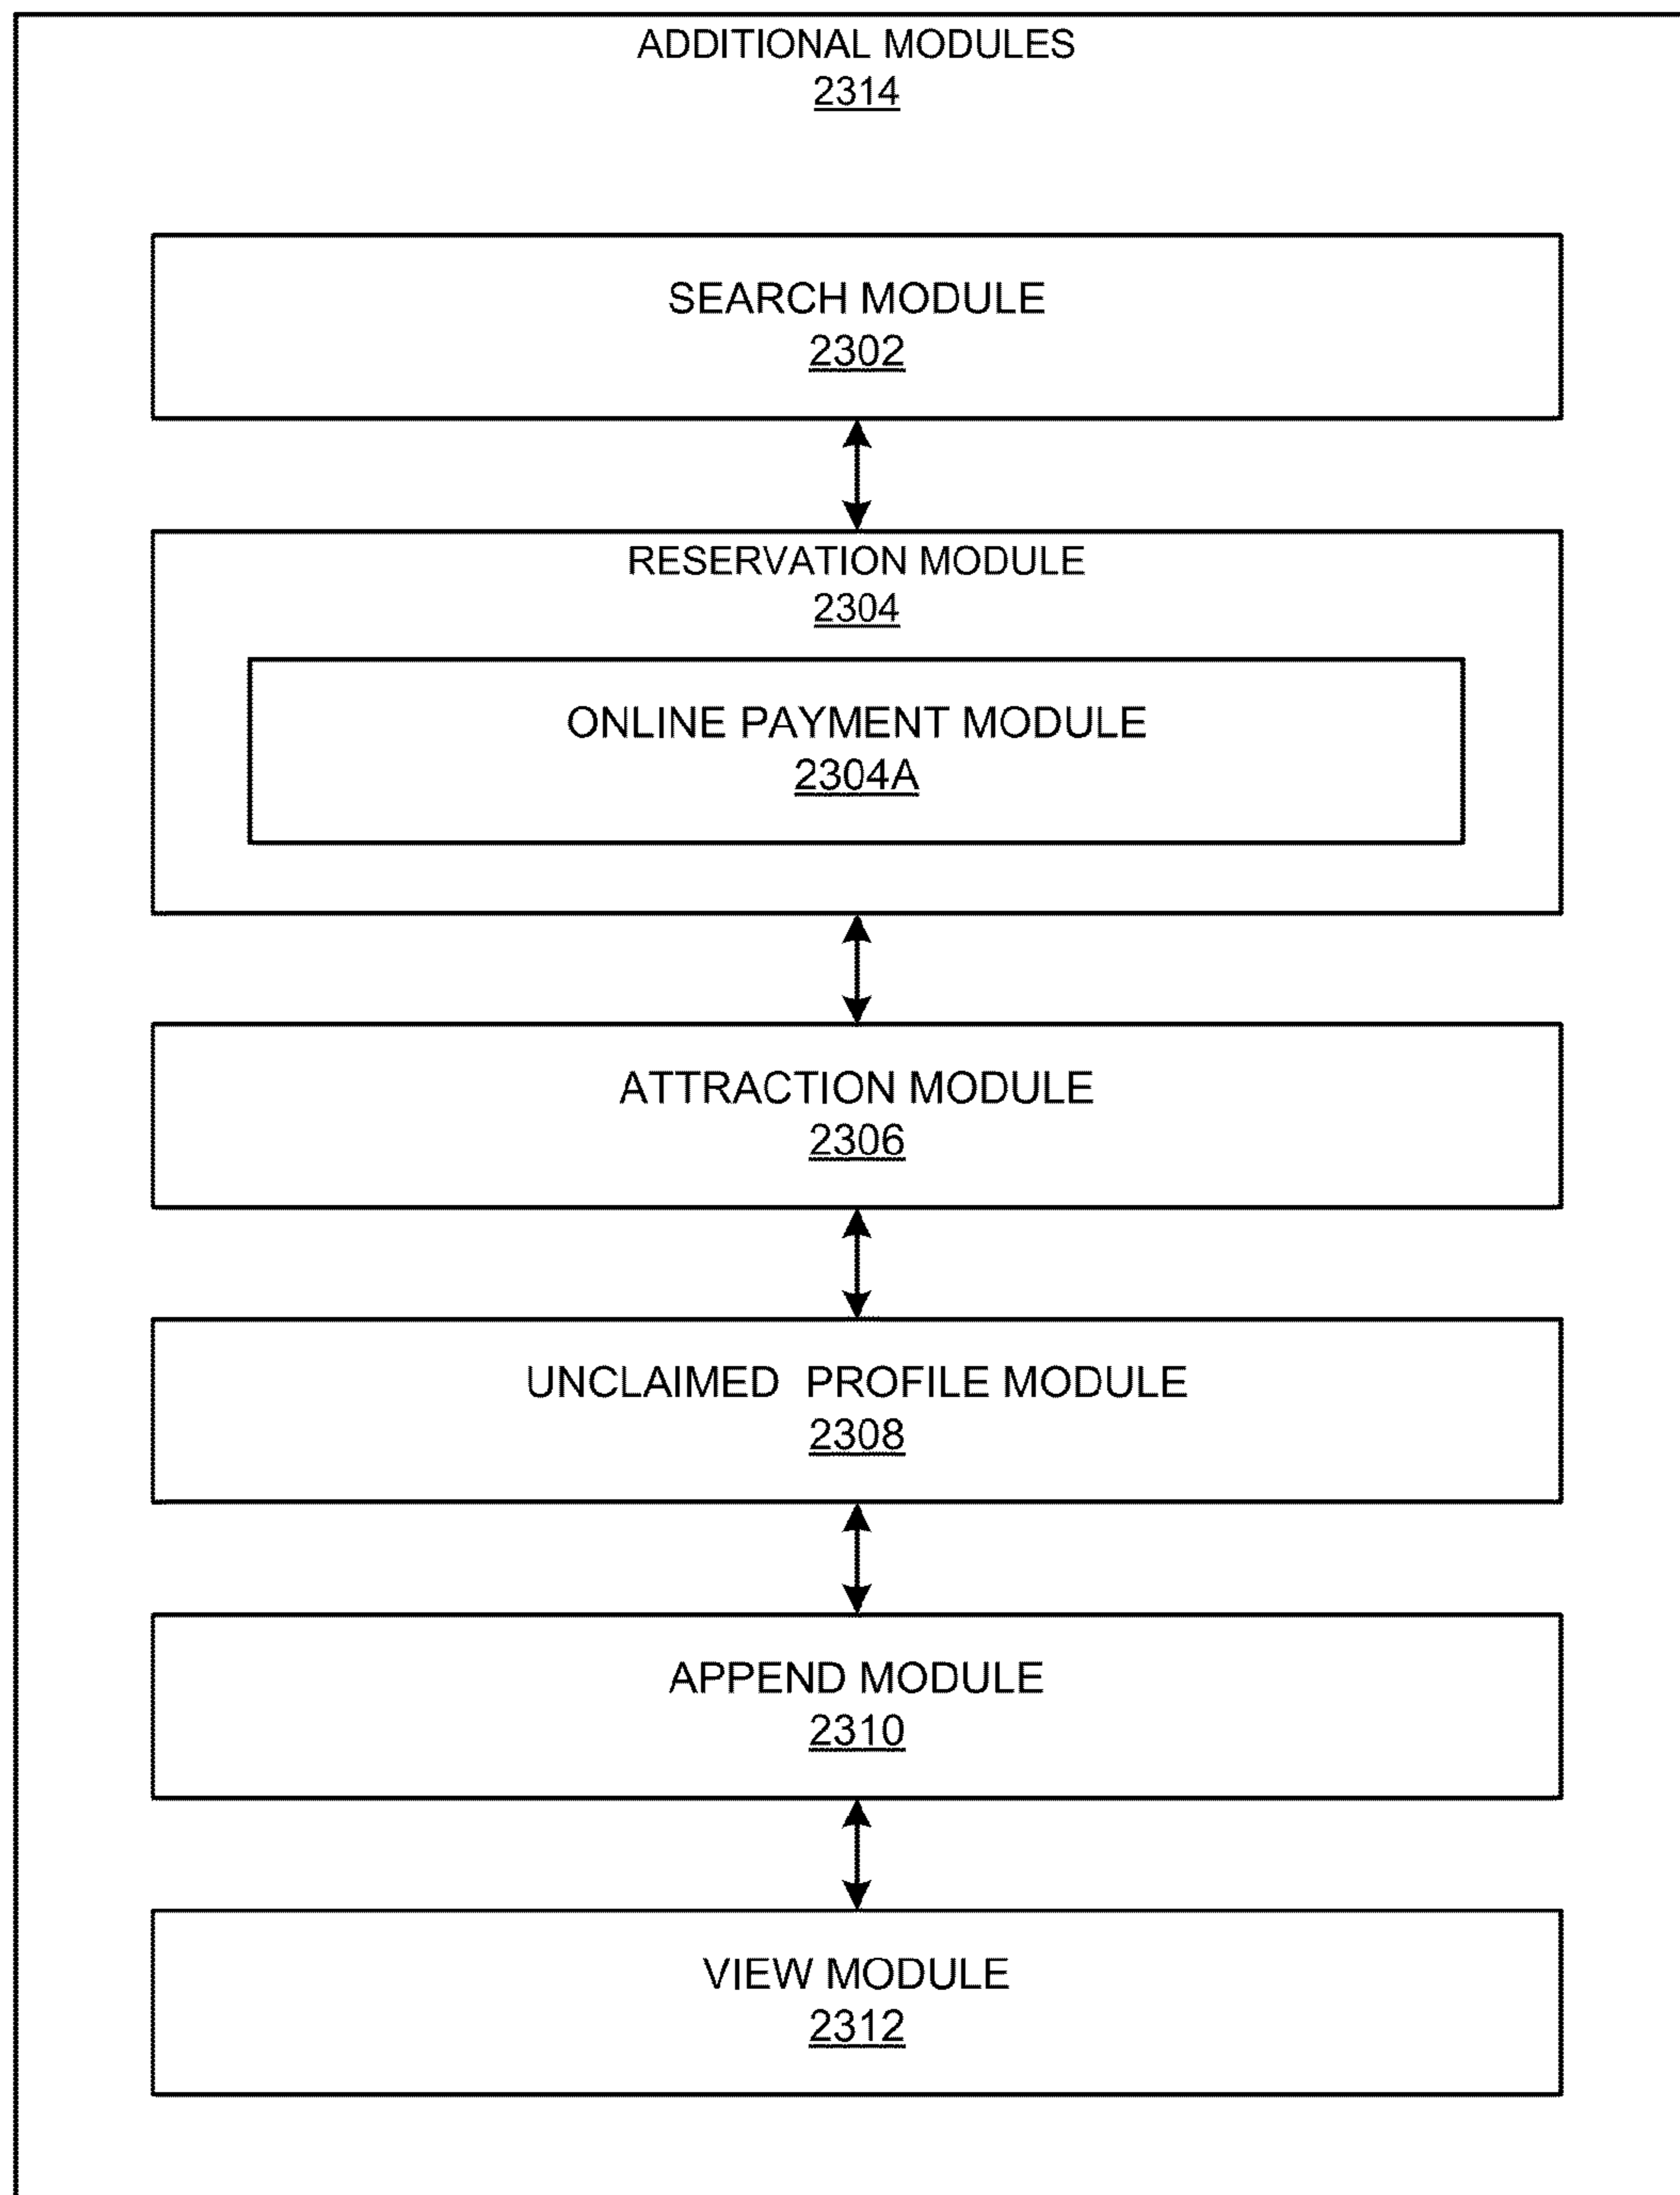 ADDITIONAL MODULES
2314
SEARCH MODULE
2302
RESERVATION MODULE
2304
ONLINE PAYMENT MODULE
2304A
ATTRACTION MODULE
2306
UNCLAIMED PROFILE MODULE
2308
APPEND MODULE
2310
VIEW MODULE
2312